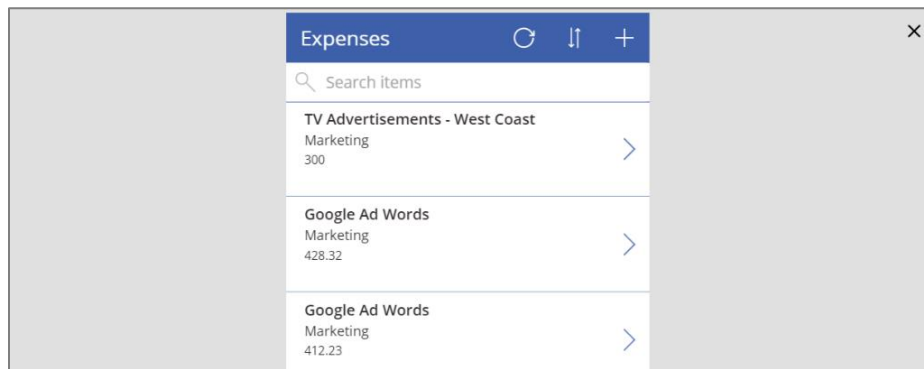 Expenses
Search items
TV Advertisements - West Coast
Marketing
300
Google Ad Words
Marketing
428.32
Google Ad Words
Marketing
412.23